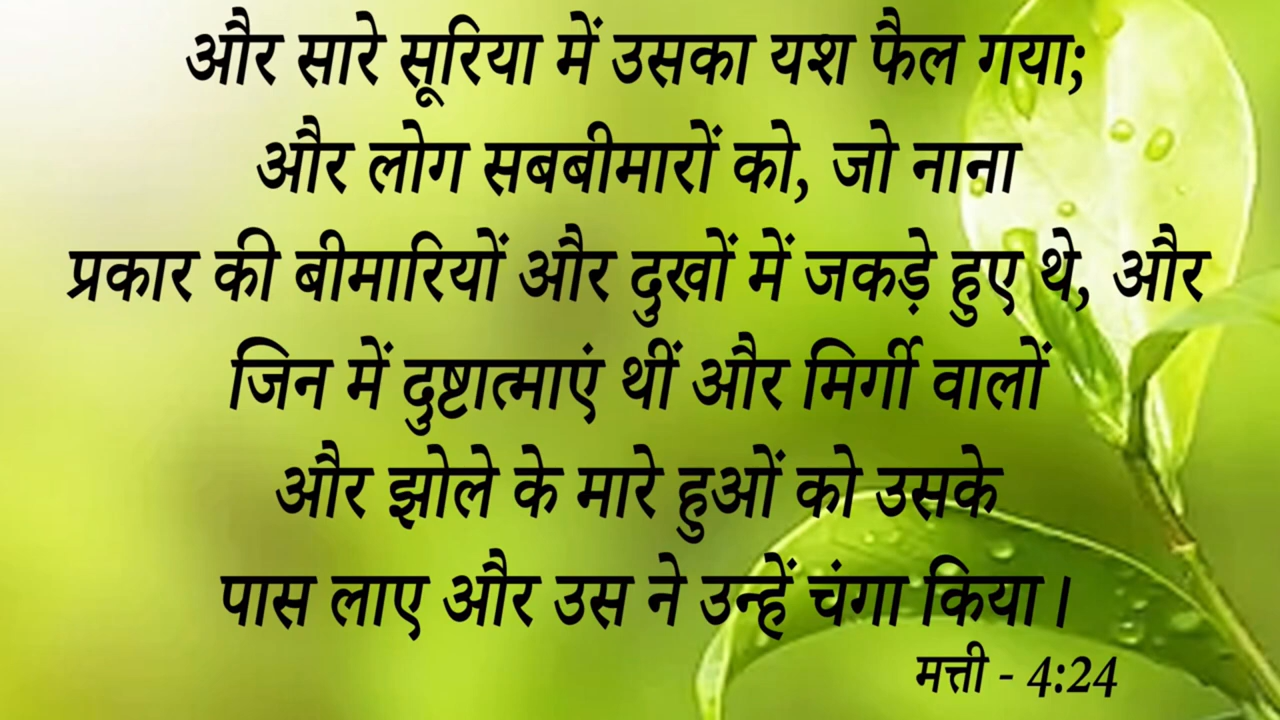 और सारे सूरिया में उसका यश फैल गया;
और लोग सबबीमारों को, जो नाना
प्रकार की बीमारियों और दुखों में जकड़े हुए थे, और
जिन में दुष्टात्माएं थीं और मिर्गी वालों
और झोले के मारे हुओं को उसके
पास लाए और उस ने उन्हें चंगा किया।
मत्ती - 4:24